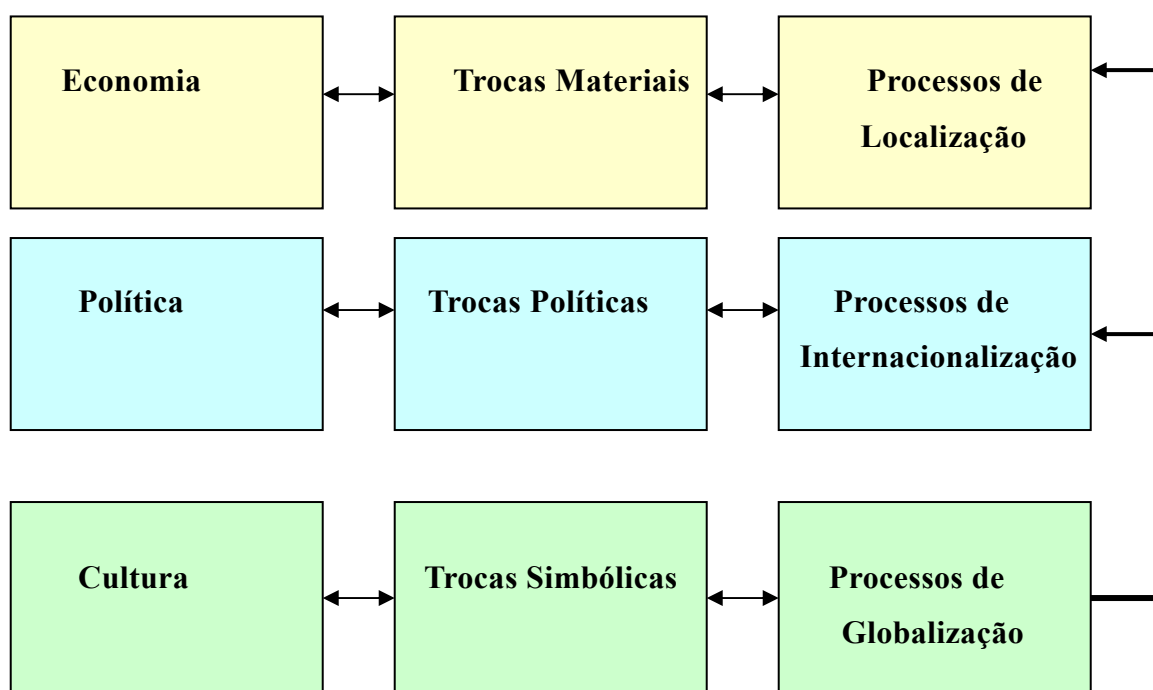 Economia
Trocas Materiais
Processos de
Localização
Política
Trocas Políticas
Processos de
Internacionalização
Cultura
Trocas Simbólicas
Processos de
Globalização